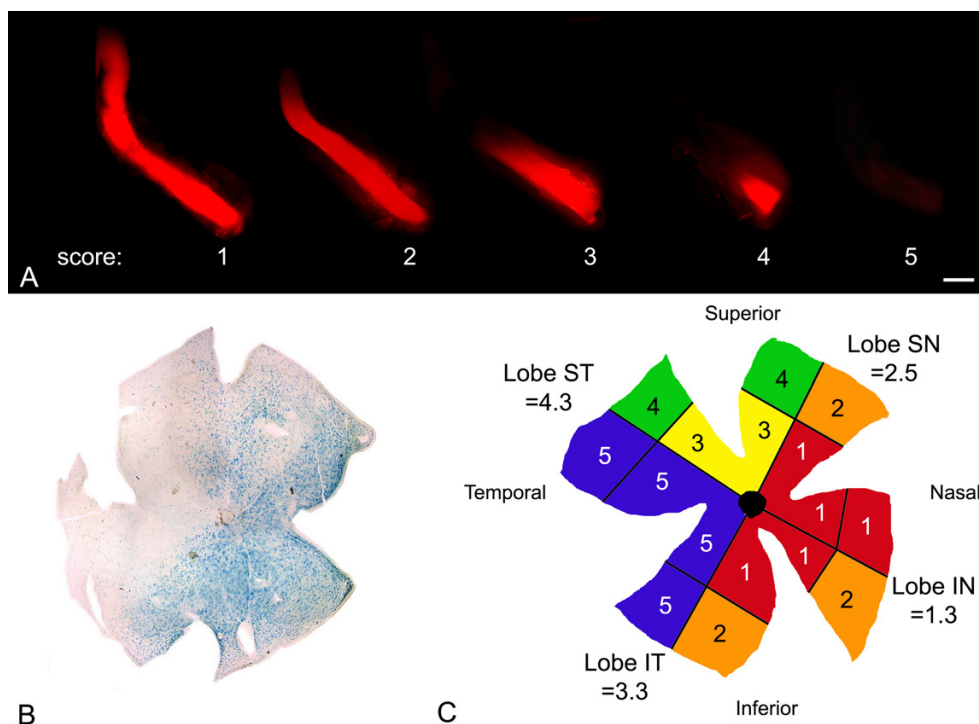 score: 1 2 3 4 5
A
Superior
Lobe ST
=4.3
Lobe SN
=2.5
4
4
2
3
3
1
5
5
Temporal
Nasal
1
1
5
1
1
5
2
2
Lobe IN
=1.3
Lobe IT
=3.3
Inferior
B
C